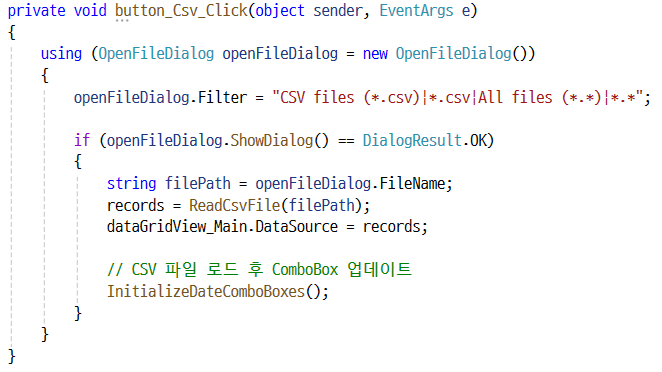 private void button_Csv_Click(object sender, EventArgs e)
{
using (OpenFileDialog openFileDialog = new OpenFileDialog())
{
openFileDialog.Filter = "CSV files (*.csv)|*.csv|All files (*.*)|*.*";
if (openFileDialog.ShowDialog() == DialogResult.OK)
{
string filePath = openFileDialog.FileName;
records = ReadCsvFile(filePath);
dataGridView_Main.DataSource = records;
// CSV 파일 로드 후 ComboBox 업데이트
InitializeDateComboBoxes();
}
}
}